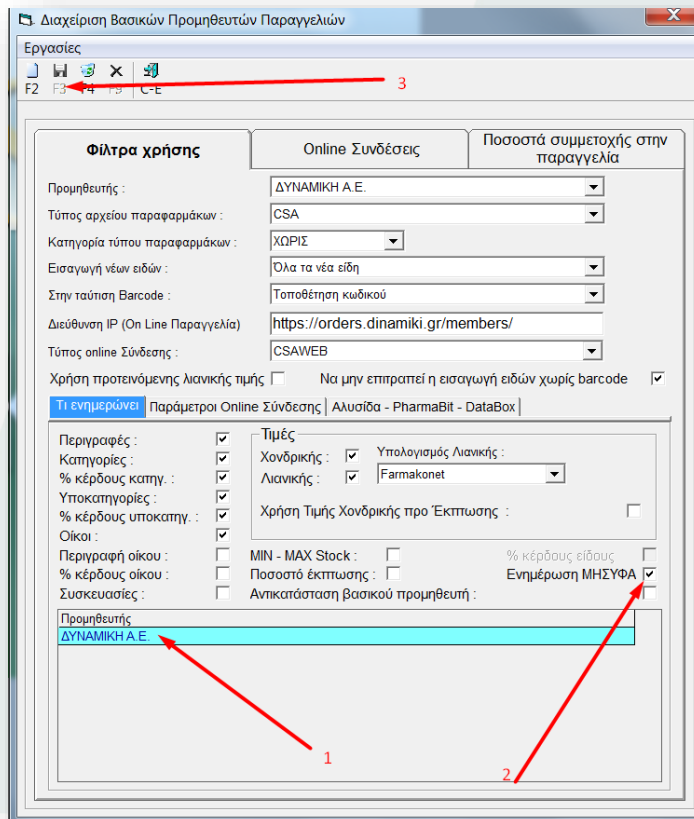 Διαχείριση Βασικών Προμηθευτών Παραγγελιών
Εργασίες
F2 F3 F4 F9 C-E
3
Φίλτρα χρήσης
Online Συνδέσεις
Ποσοστά συμμετοχής στην
παραγγελία
Προμηθευτής : ΔΥΝΑΜΙΚΗ Α.Ε.
Τύπος αρχείου παραφαρμάκων : CSA
Κατηγορία τύπου παραφαρμάκων : ΧΩΡΙΣ
Εισαγωγή νέων ειδών : Όλα τα νέα είδη
Στην ταύτιση Barcode : Τοποθέτηση κωδικού
Διεύθυνση IP (On Line Παραγγελία) https://orders.dinamiki.gr/members/
Τύπος online Σύνδεσης : CSAWEB
Χρήση προτεινόμενης λιανικής τιμής Να μην επιτραπεί η εισαγωγή ειδών χωρίς barcode
Τι ενημερώνει Παράμετροι Online Σύνδεσης Αλυσίδα - PharmaBit - DataBox
Περιγραφές :
Κατηγορίες :
% κέρδους κατηγ. :
Υποκατηγορίες :
% κέρδους υποκατηγ. :
Οίκοι :
Περιγραφή οίκου :
% κέρδους οίκου :
Συσκευασίες :
Τιμές
Χονδρικής : Υπολογισμός Λιανικής :
Λιανικής : Farmakonet
Χρήση Τιμής Χονδρικής προ Έκπτωσης :
MIN - MAX Stock : % κέρδους είδους
Ποσοστό έκπτωσης : Ενημέρωση ΜΗΣΥΦΑ
Αντικατάσταση βασικού προμηθευτή :
Προμηθευτής
ΔΥΝΑΜΙΚΗ Α.Ε.
1
2